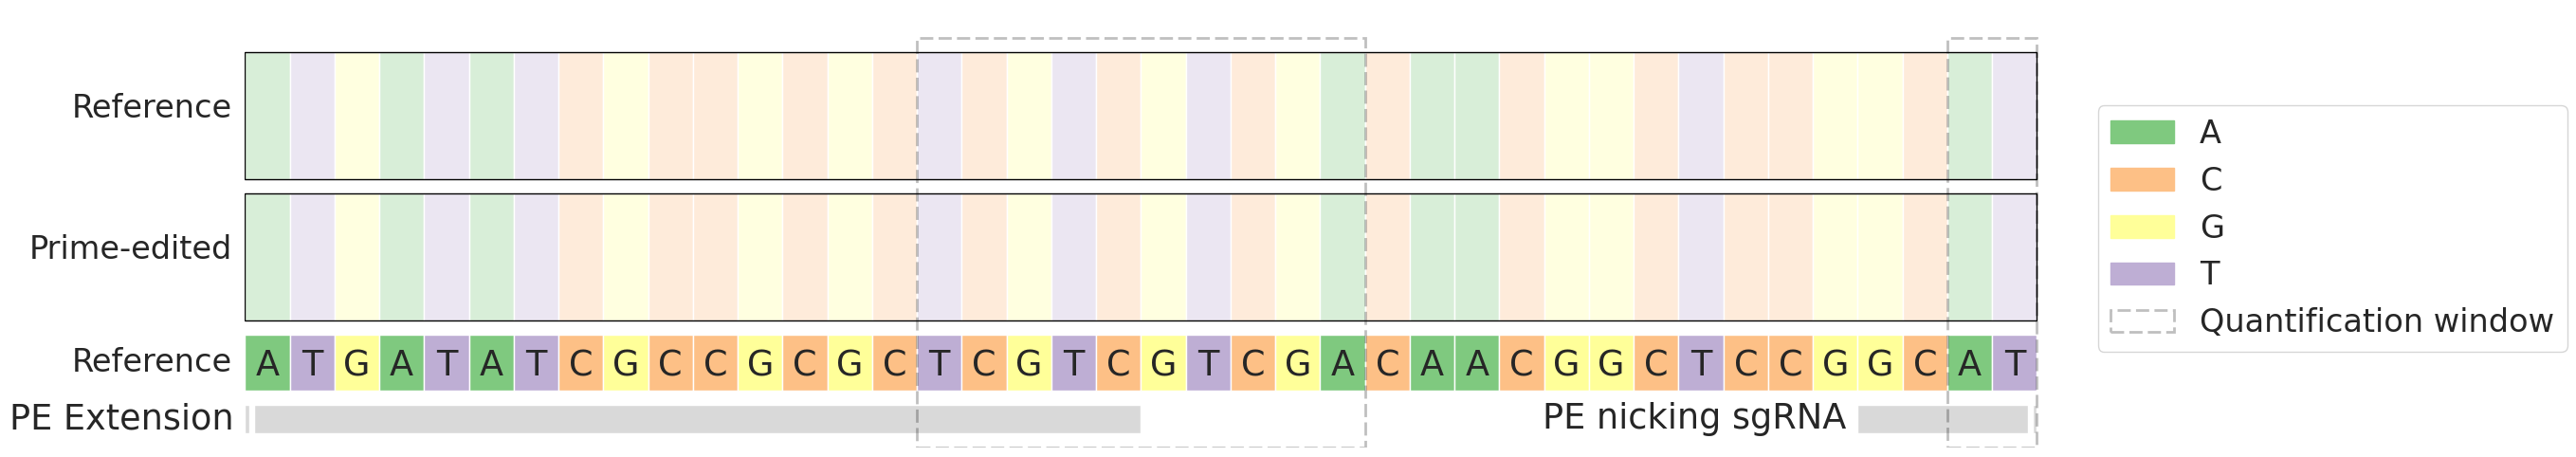 Reference
Prime-edited
Reference A T G A T A T C G C C G C G C T C G T C G T C G A C A A C G G C T C C G G C A T
PE Extension PE nicking sgRNA
A
C
G
T
Quantification window